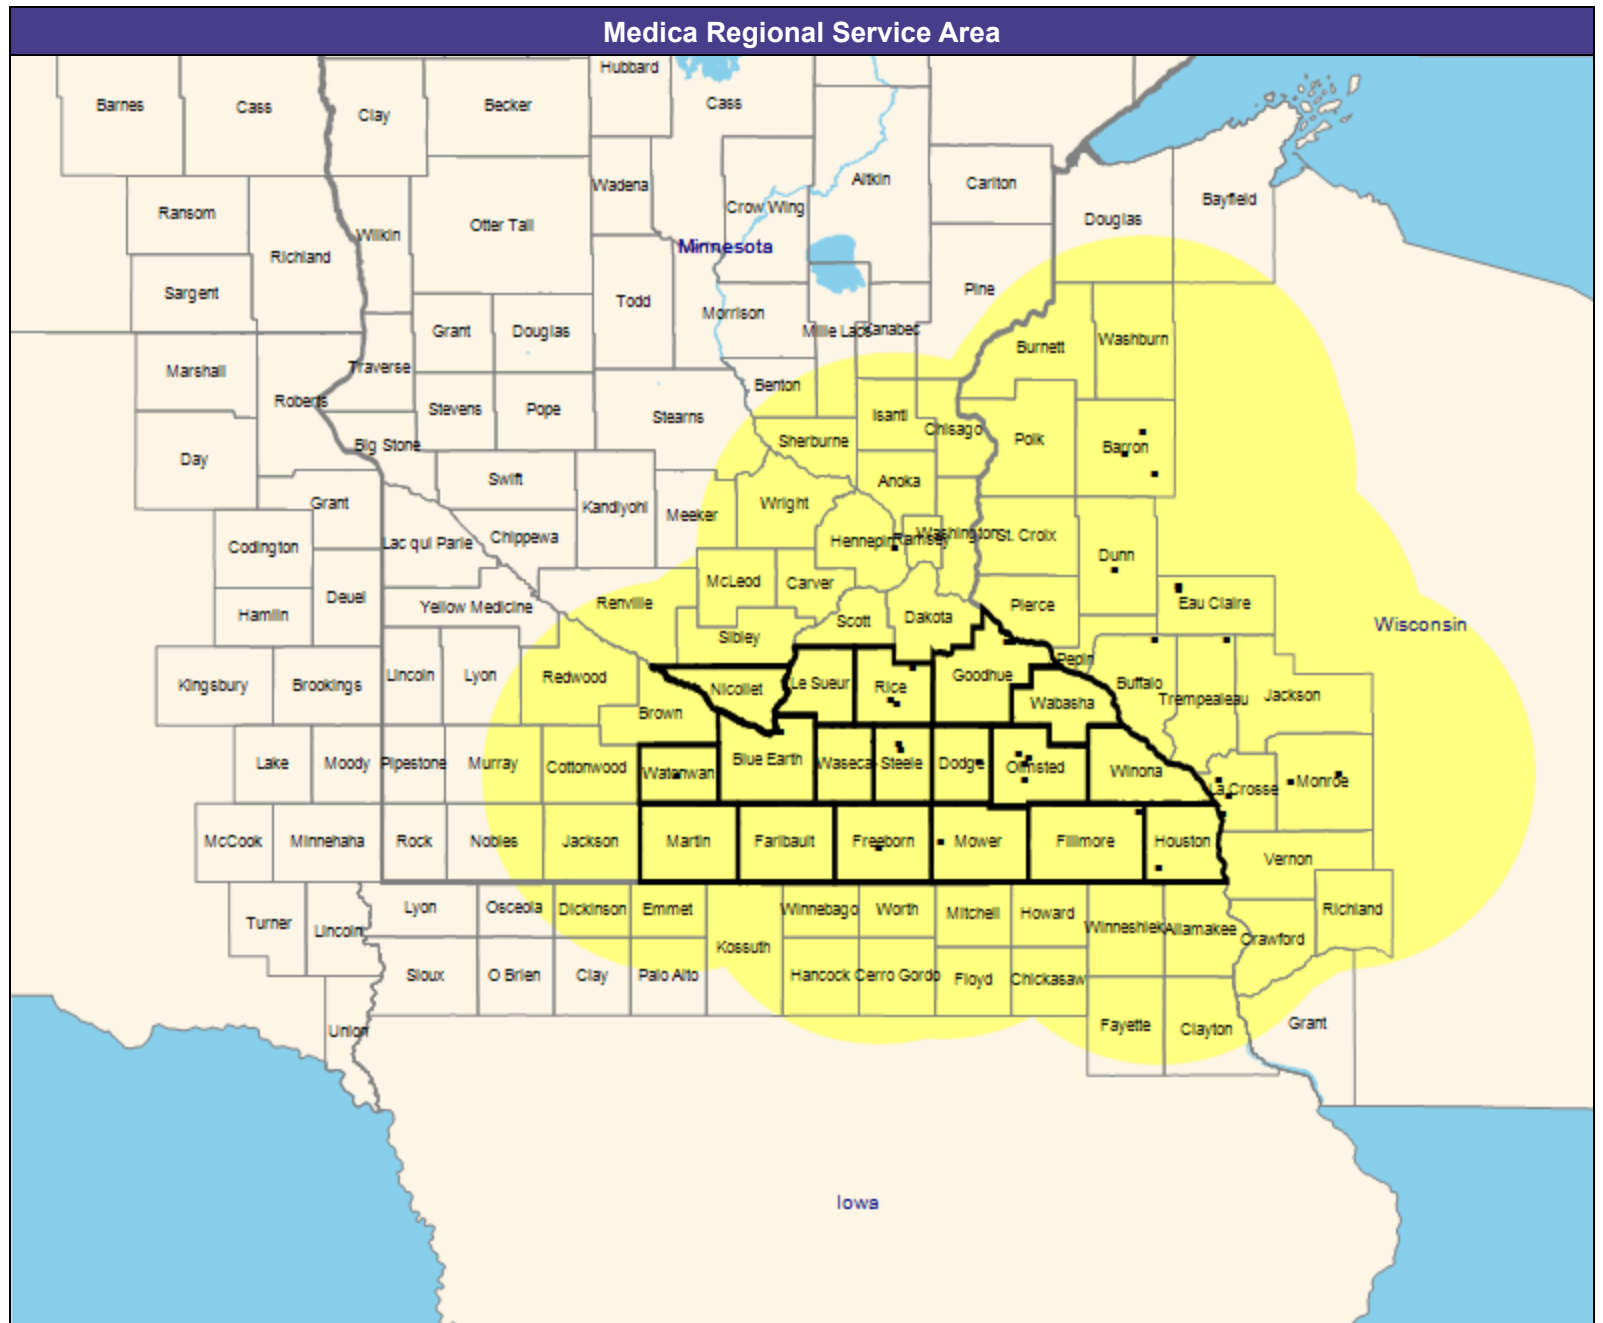 Medica Regional Service Area
Hubbard
Barnes
Cass
Clay
Becker
Cass
Wadena
Aitkin
Carlton
Ransom
Crow Wing
Bayfield
Douglas
Otter Tail
Wilkin
Minnesota
Richland
Sargent
Pine
Todd
Morrison
Grant
Douglas
Mille Lacs
Kanabec
Washburn
Burnett
Marshall
Traverse
Benton
Roberts
Stevens
Pope
Stearns
Isanti
Chisago
Polk
Big Stone
Sherburne
Barron
Day
Swift
Anoka
Grant
Kandiyohi
Meeker
Wright
Codington
Lac qui Parle
Chippewa
Hennepin
Ramsey
Washington
St. Croix
Dunn
McLeod
Carver
Deuel
Hamlin
Yellow Medicine
Renville
Scott
Dakota
Pierce
Eau Claire
Sibley
Wisconsin
Pepin
Kingsbury
Brookings
Lincoln
Lyon
Redwood
Nicollet
Le Sueur
Rice
Goodhue
Buffalo
Trempealeau
Jackson
Brown
Wabasha
Lake
Moody
Pipestone
Murray
Cottonwood
Watonwan
Blue Earth
Waseca
Steele
Dodge
Olmsted
Winona
La Crosse
Monroe
McCook
Minnehaha
Rock
Nobles
Jackson
Martin
Faribault
Freeborn
Mower
Fillmore
Houston
Vernon
Turner
Lincoln
Lyon
Osceola
Dickinson
Emmet
Winnebago
Worth
Mitchell
Howard
Winneshiek
Allamakee
Crawford
Richland
Kossuth
Sioux
O Brien
Clay
Palo Alto
Hancock
Cerro Gordo
Floyd
Chickasaw
Union
Fayette
Clayton
Grant
Iowa